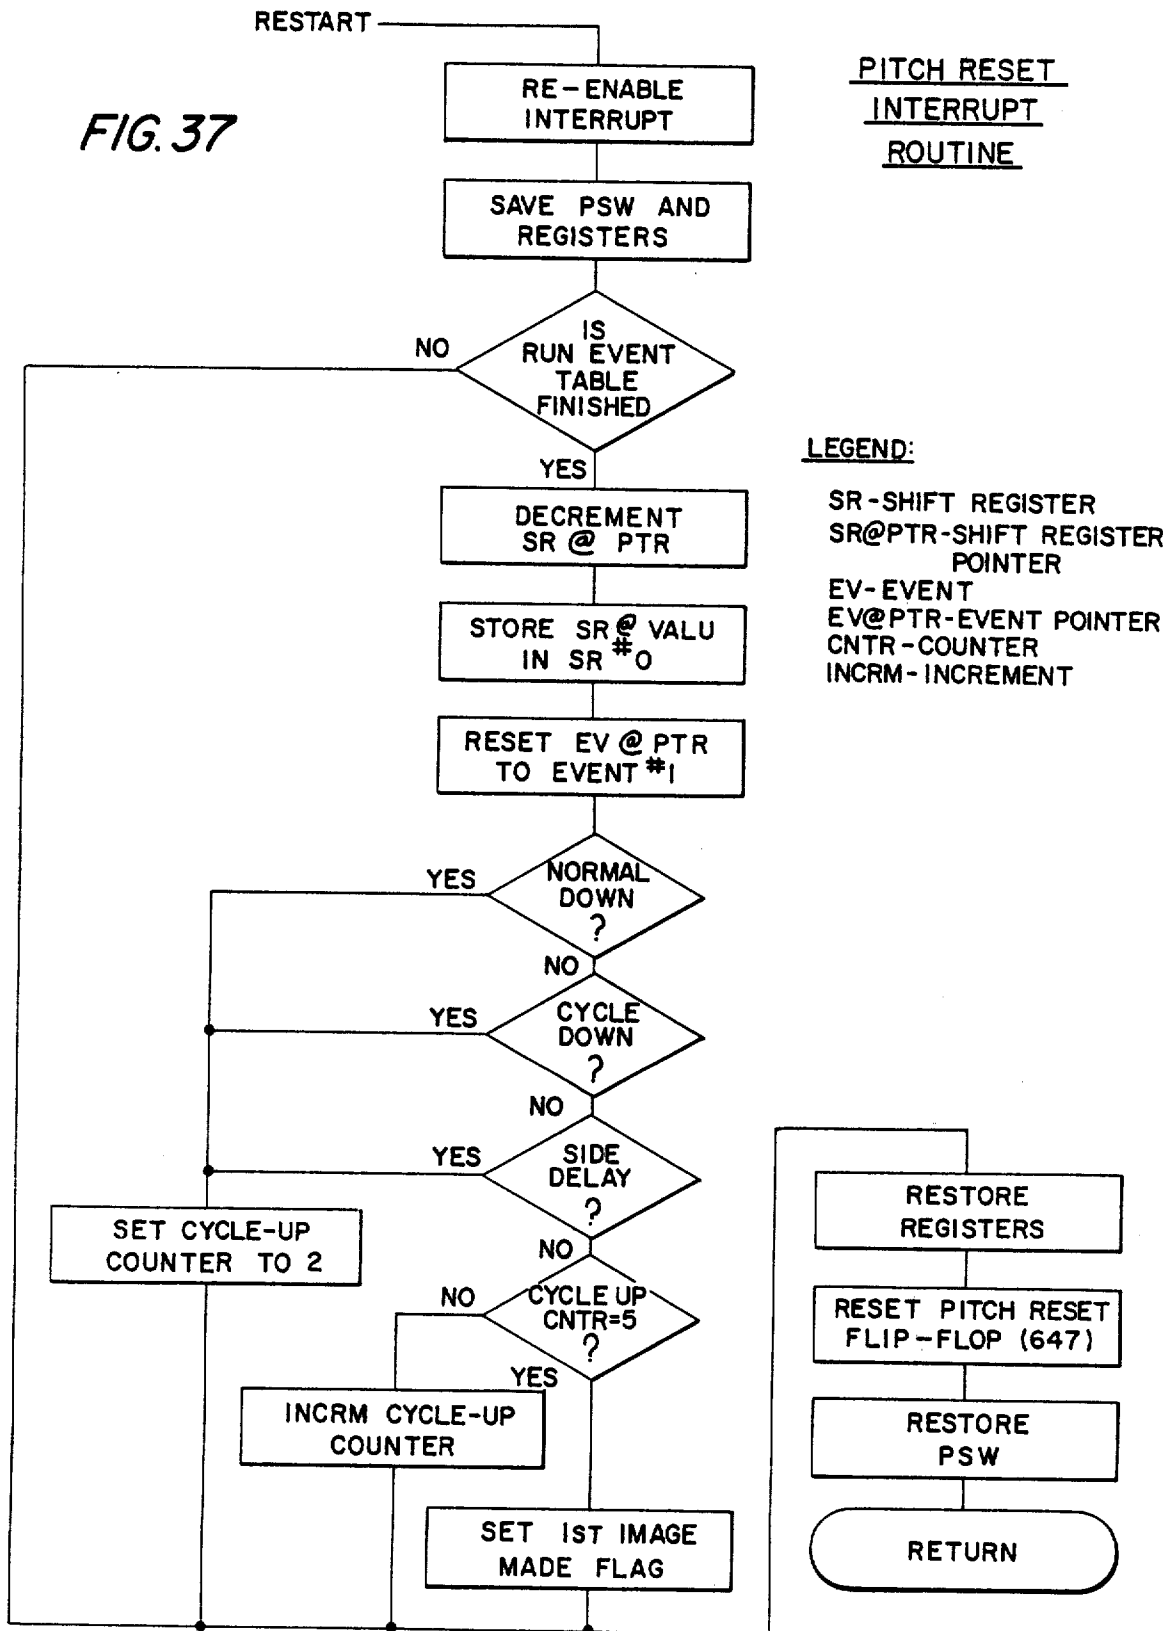 RESTART
PITCH RESET
INTERRUPT
ROUTINE
FIG. 37
RE-ENABLE
INTERRUPT
SAVE PSW AND
REGISTERS
IS
RUN EVENT
TABLE
FINISHED
NO
YES
LEGEND:
SR-SHIFT REGISTER
SR@PTR-SHIFT REGISTER
POINTER
EV-EVENT
EV@PTR-EVENT POINTER
CNTR-COUNTER
INCRM-INCREMENT
DECREMENT
SR @ PTR
STORE SR@ VALU
IN SR #0
RESET EV @ PTR
TO EVENT #1
NORMAL
DOWN
?
YES
NO
CYCLE
DOWN
?
YES
NO
SIDE
DELAY
?
YES
NO
SET CYCLE-UP
COUNTER TO 2
CYCLE UP
CNTR=5
?
NO
YES
INCRM CYCLE-UP
COUNTER
SET 1ST IMAGE
MADE FLAG
RESTORE
REGISTERS
RESET PITCH RESET
FLIP-FLOP (647)
RESTORE
PSW
RETURN